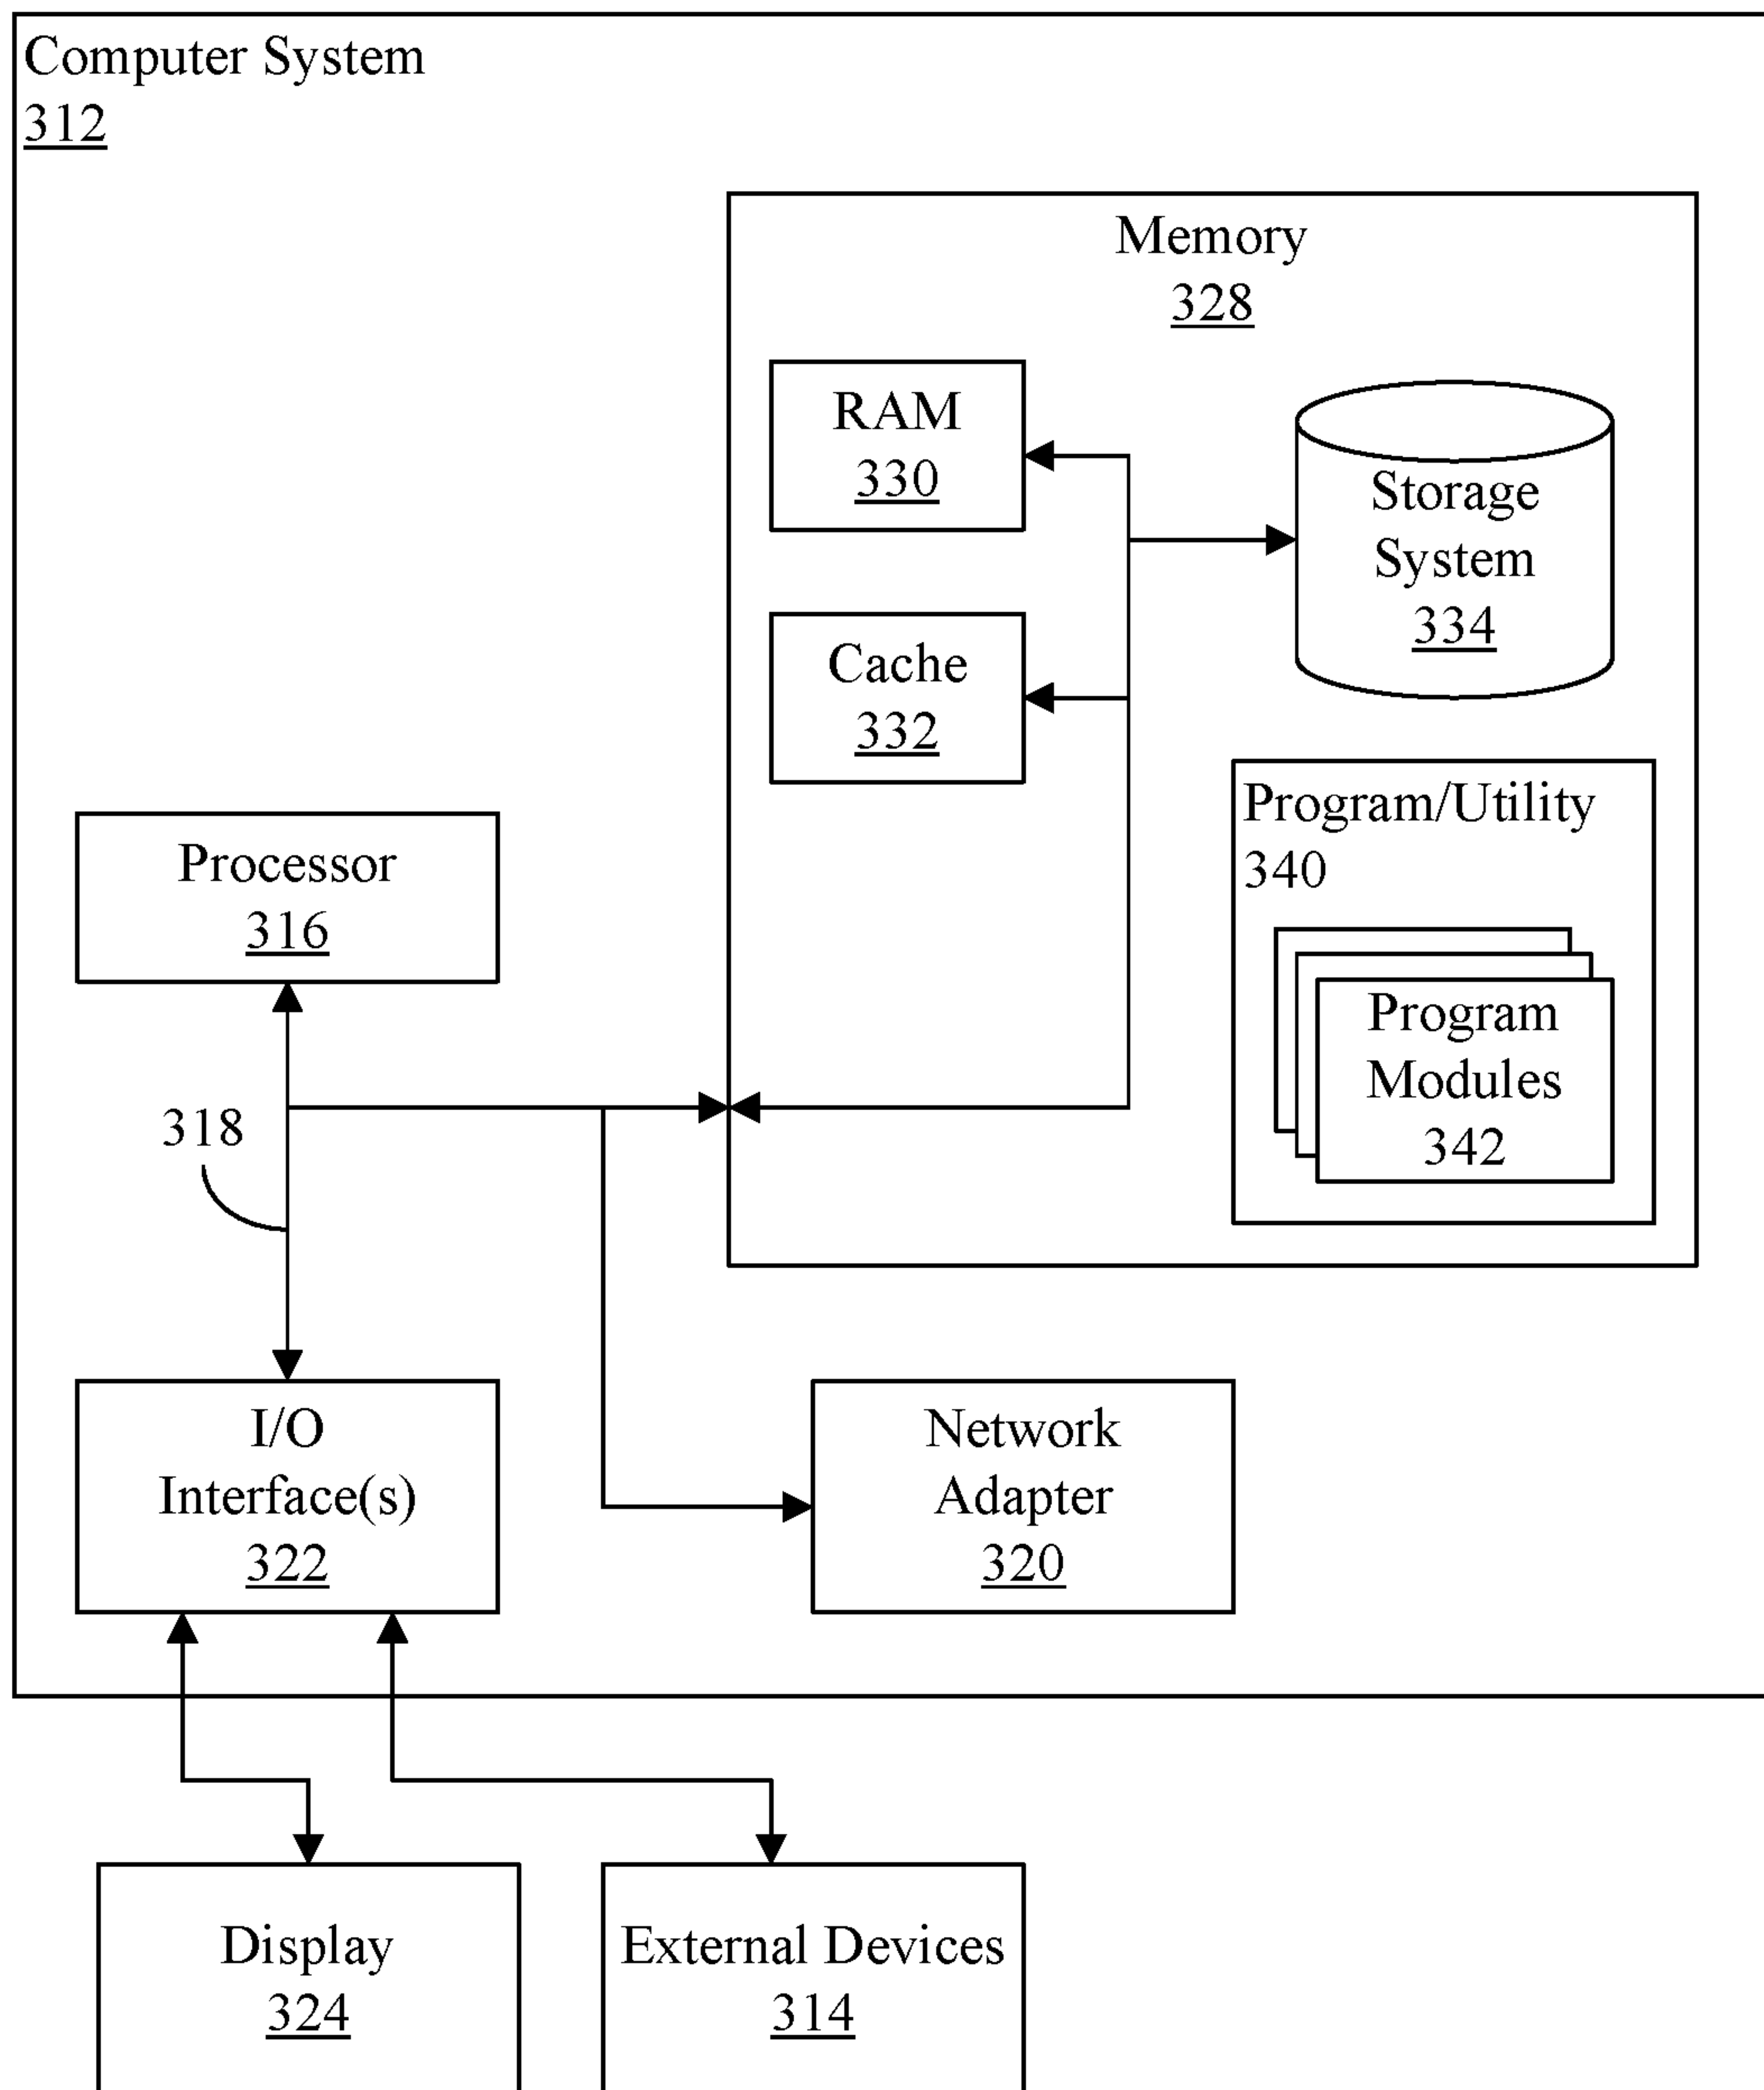 Computer System
312
Memory
328
RAM
330
Storage
System
334
Cache
332
Program/Utility
340
Processor
316
Program
Modules
342
318
I/O
Interface(s)
322
Network
Adapter
320
Display
324
External Devices
314